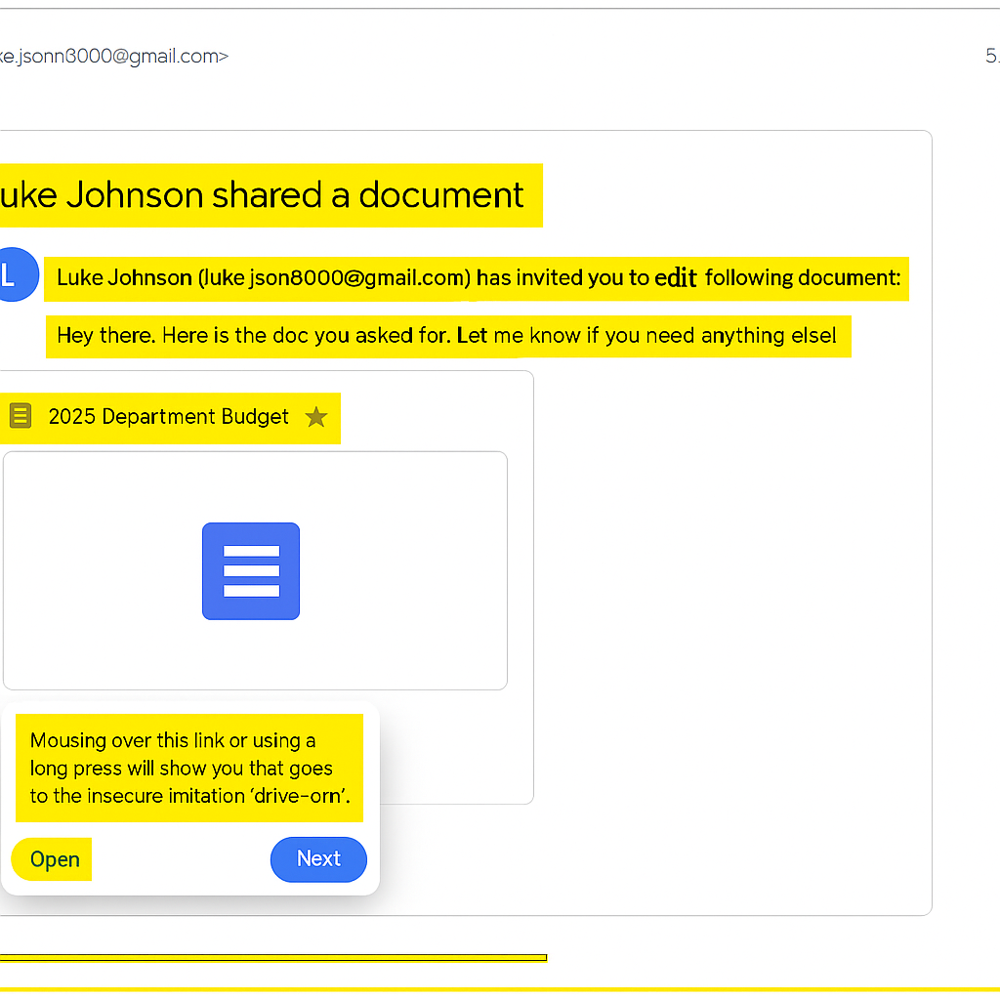 ke.jsonn8000@gmail.com>
5.
uke Johnson shared a document
L
Luke Johnson (luke json8000@gmail.com) has invited you to edit following document:
Hey there. Here is the doc you asked for. Let me know if you need anything else!
2025 Department Budget
Mousing over this link or using a
long press will show you that goes
to the insecure imitation ‘drive-orn’.
Open
Next